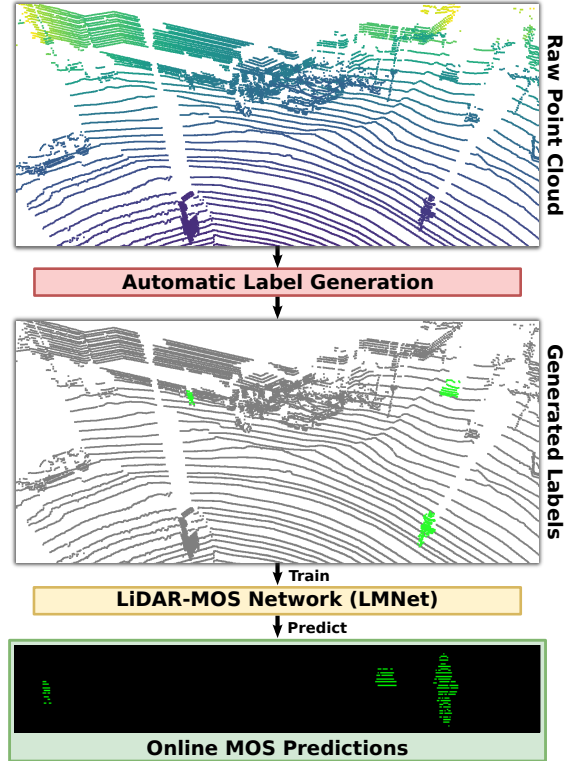 Raw Point Cloud
Automatic Label Generation
Generated Labels
Train
LiDAR-MOS Network (LMNet)
Predict
Online MOS Predictions